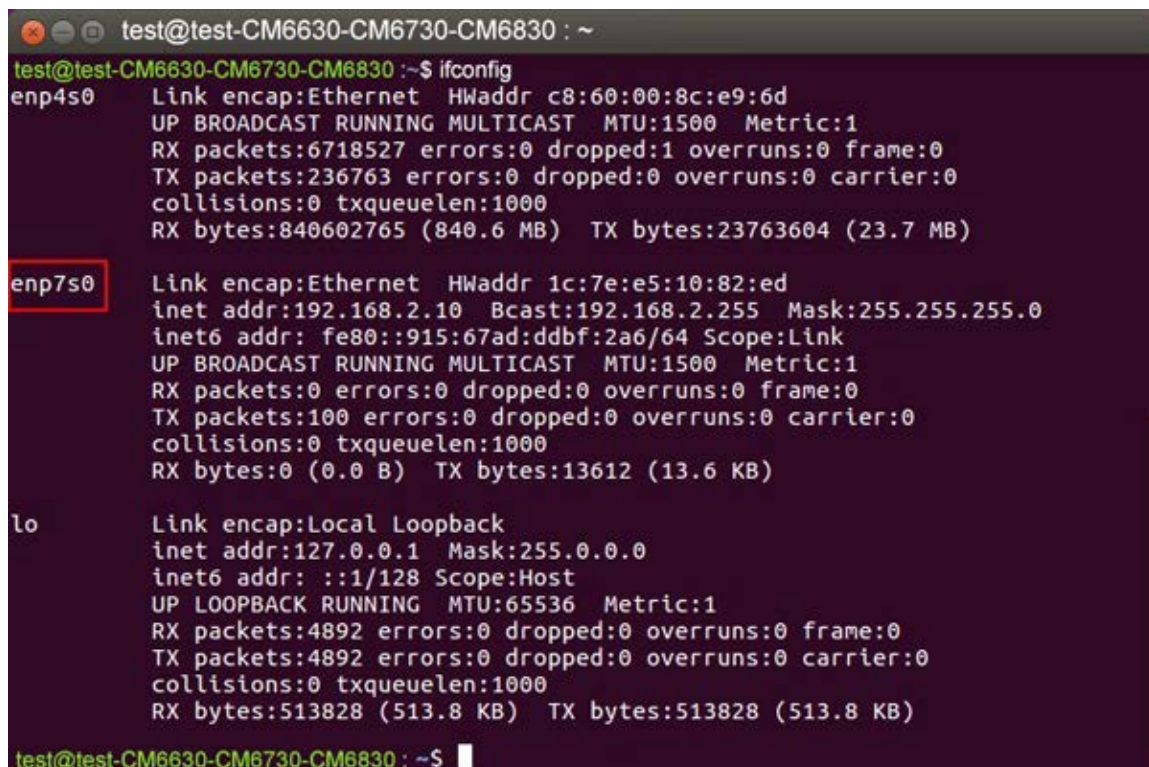 test@test-CM6630-CM6730-CM6830 : ~
test@test-CM6630-CM6730-CM6830 :~$ ifconfig
enp4s0 Link encap:Ethernet HWaddr c8:60:00:8c:e9:6d
UP BROADCAST RUNNING MULTICAST MTU:1500 Metric:1
RX packets:6718527 errors:0 dropped:1 overruns:0 frame:0
TX packets:236763 errors:0 dropped:0 overruns:0 carrier:0
collisions:0 txqueuelen:1000
RX bytes:840602765 (840.6 MB) TX bytes:23763604 (23.7 MB)
enp7s0 Link encap:Ethernet HWaddr 1c:7e:e5:10:82:ed
inet addr:192.168.2.10 Bcast:192.168.2.255 Mask:255.255.255.0
inet6 addr: fe80::915:67ad:ddbf:2a6/64 Scope:Link
UP BROADCAST RUNNING MULTICAST MTU:1500 Metric:1
RX packets:0 errors:0 dropped:0 overruns:0 frame:0
TX packets:100 errors:0 dropped:0 overruns:0 carrier:0
collisions:0 txqueuelen:1000
RX bytes:0 (0.0 B) TX bytes:13612 (13.6 KB)
lo Link encap:Local Loopback
inet addr:127.0.0.1 Mask:255.0.0.0
inet6 addr: ::1/128 Scope:Host
UP LOOPBACK RUNNING MTU:65536 Metric:1
RX packets:4892 errors:0 dropped:0 overruns:0 frame:0
TX packets:4892 errors:0 dropped:0 overruns:0 carrier:0
collisions:0 txqueuelen:1000
RX bytes:513828 (513.8 KB) TX bytes:513828 (513.8 KB)
test@test-CM6630-CM6730-CM6830 : ~$